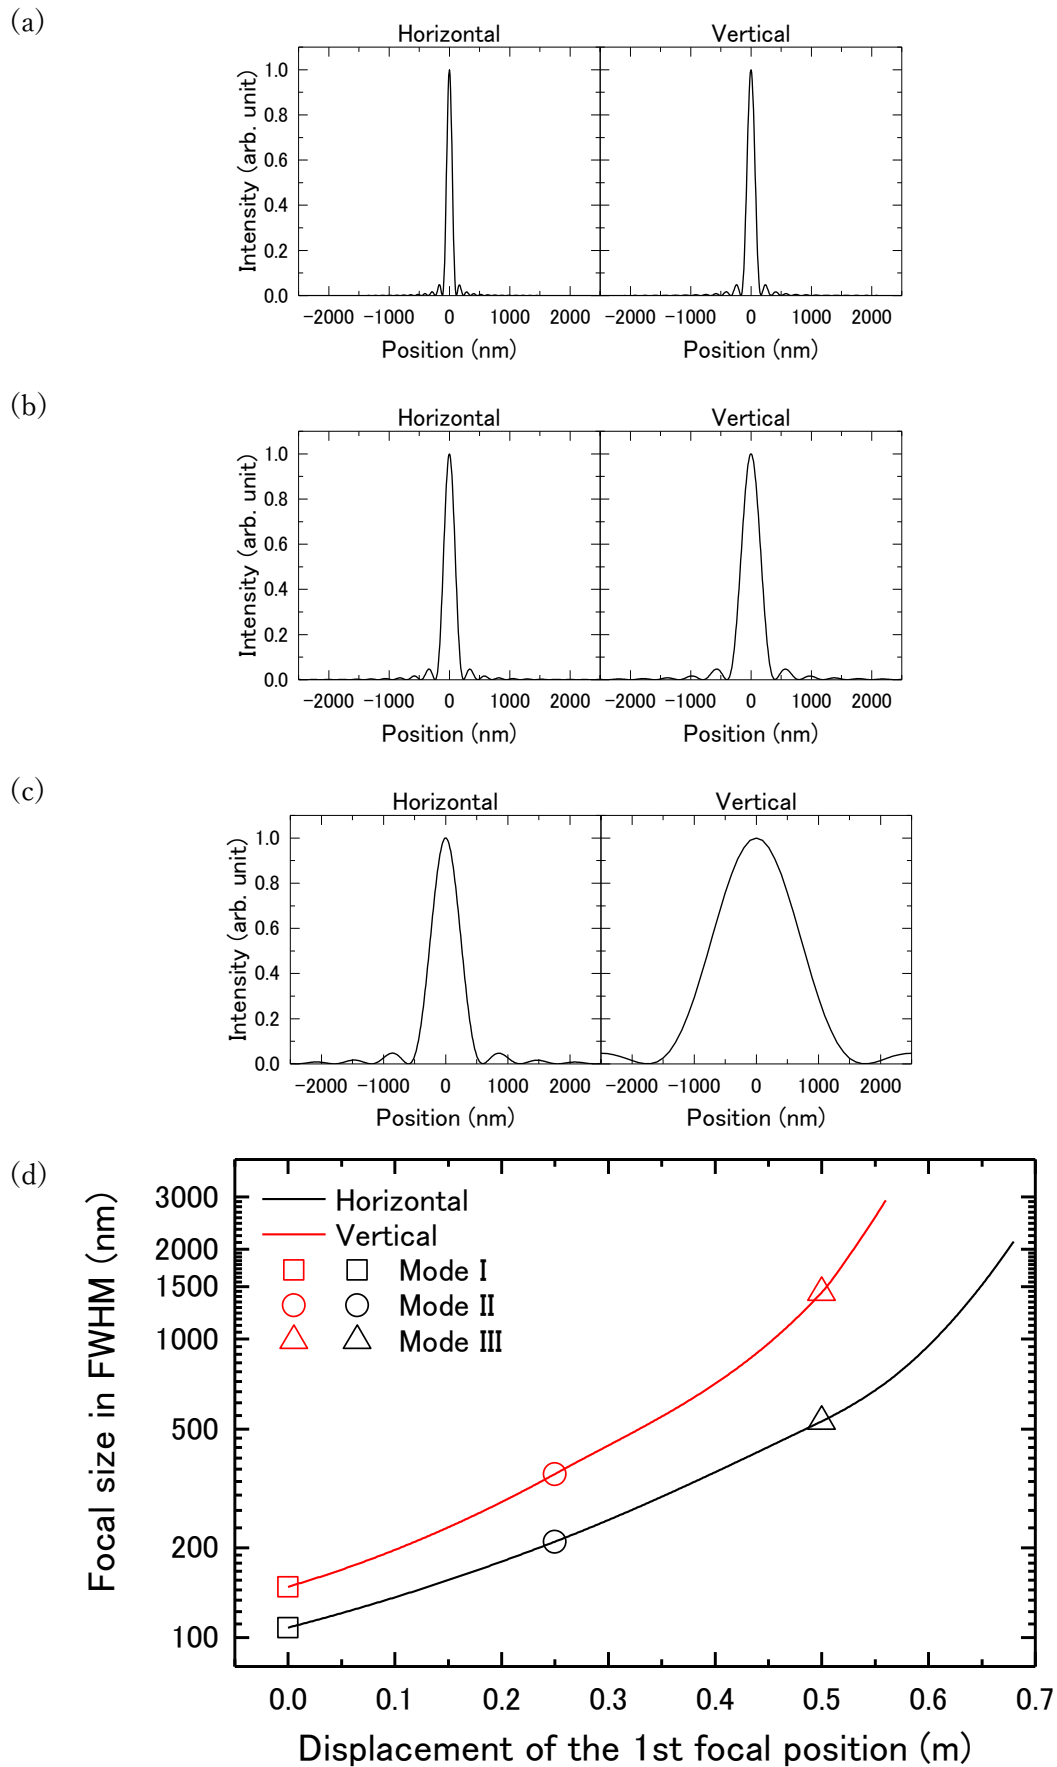 (a)
Horizontal Vertical
Intensity (arb. unit)
1.0
0.8
0.6
0.4
0.2
0.0
-2000 -1000 0 1000 2000 -2000 -1000 0 1000 2000
Position (nm) Position (nm)
(b)
Horizontal Vertical
Intensity (arb. unit)
1.0
0.8
0.6
0.4
0.2
0.0
-2000 -1000 0 1000 2000 -2000 -1000 0 1000 2000
Position (nm) Position (nm)
(c)
Horizontal Vertical
Intensity (arb. unit)
1.0
0.8
0.6
0.4
0.2
0.0
-2000 -1000 0 1000 2000 -2000 -1000 0 1000 2000
Position (nm) Position (nm)
(d)
Focal size in FWHM (nm)
3000
2000
1500
1000
500
200
100
Horizontal
Vertical
Mode I
Mode II
Mode III
0.0 0.1 0.2 0.3 0.4 0.5 0.6 0.7
Displacement of the 1st focal position (m)